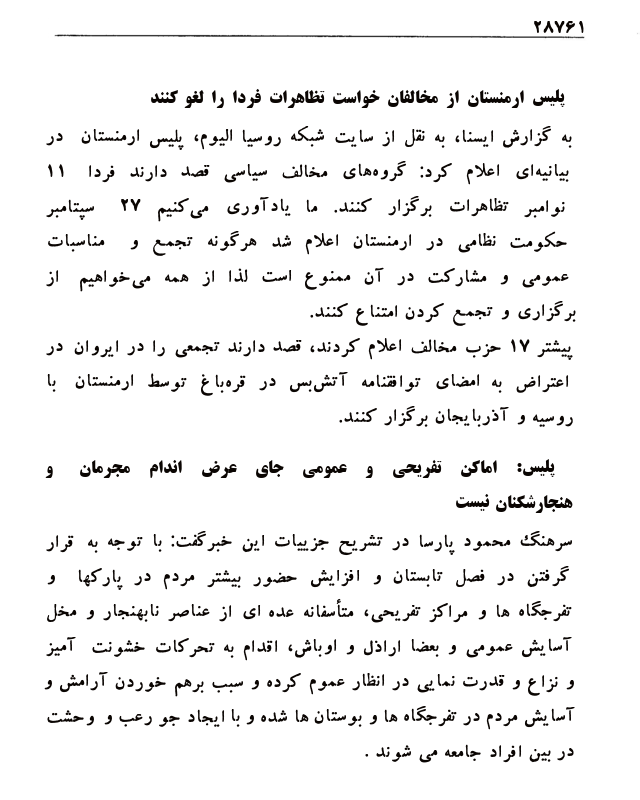 ۲۸۷۶۱
پلیس ارمنستان از مخالفان خواست تظاهرات فردا را لغو کنند
به گزارش ایسنا، به نقل از سایت شبکه روسیا الیوم، پلیس ارمنستان در
بیانیه‌ای اعلام کرد: گروه‌های مخالف سیاسی قصد دارند فردا ۱۱
نوامبر تظاهرات برگزار کنند. ما یادآوری می‌کنیم ۲۷ سپتامبر
حکومت نظامی در ارمنستان اعلام شد هرگونه تجمع و مناسبات
عمومی و مشارکت در آن ممنوع است لذا از همه می‌خواهیم از
برگزاری و تجمع کردن امتناع کنند.
پیشتر ۱۷ حزب مخالف اعلام کردند، قصد دارند تجمعی را در ایروان در
اعتراض به امضای توافقنامه آتش‌بس در قره‌باغ توسط ارمنستان با
روسیه و آذربایجان برگزار کنند.
پلیس: اماکن تفریحی و عمومی جای عرض اندام مجرمان و
هنجارشکنان نیست
سرهنگ محمود پارسا در تشریح جزییات این خبرگفت: با توجه به قرار
گرفتن در فصل تابستان و افزایش حضور بیشتر مردم در پارکها و
تفرجگاه ها و مراکز تفریحی، متأسفانه عده ای از عناصر نابهنجار و مخل
آسایش عمومی و بعضا اراذل و اوباش، اقدام به تحرکات خشونت آمیز
و نزاع و قدرت نمایی در انظار عموم کرده و سبب برهم خوردن آرامش و
آسایش مردم در تفرجگاه ها و بوستان ها شده و با ایجاد جو رعب و وحشت
در بین افراد جامعه می شوند .